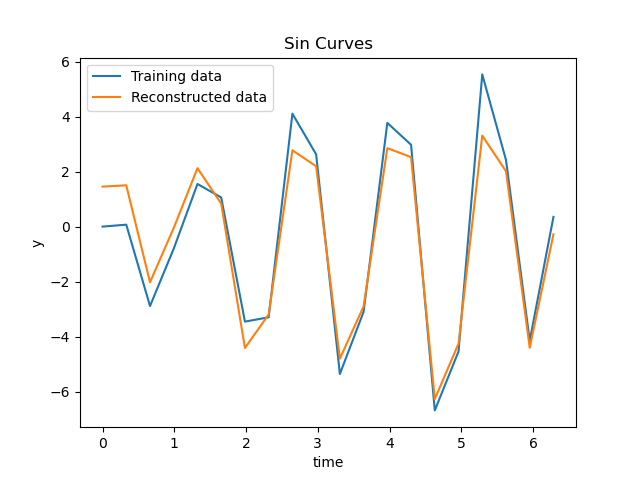 Sin Curves
Training data
Reconstructed data
6
4
2
0
−2
−4
−6
y
0 1 2 3 4 5 6
time